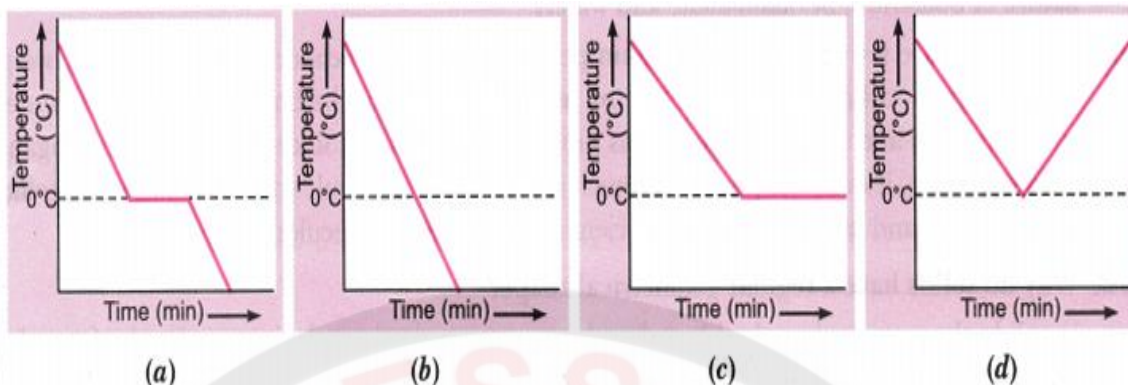 Temperature (°C)
0°C
Time (min)
(a)
Temperature (°C)
0°C
Time (min)
(b)
Temperature (°C)
0°C
Time (min)
(c)
Temperature (°C)
0°C
Time (min)
(d)